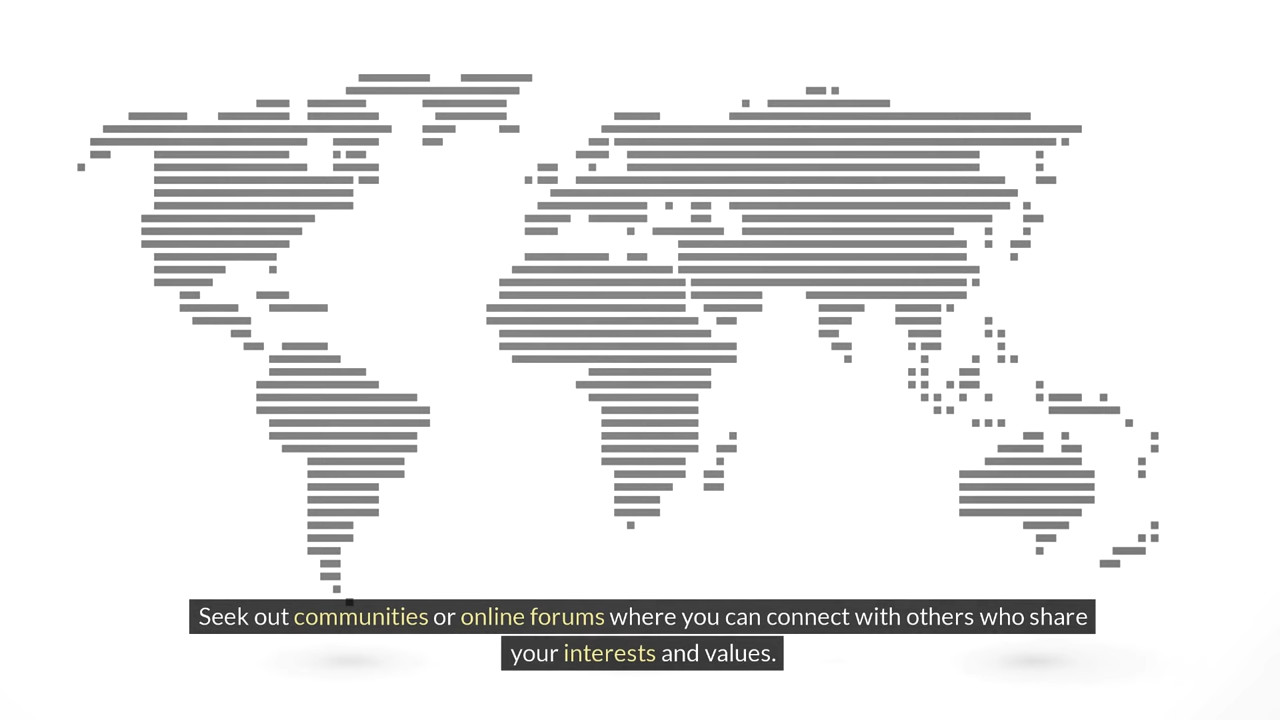 Seek out communities or online forums where you can connect with others who share
your interests and values.